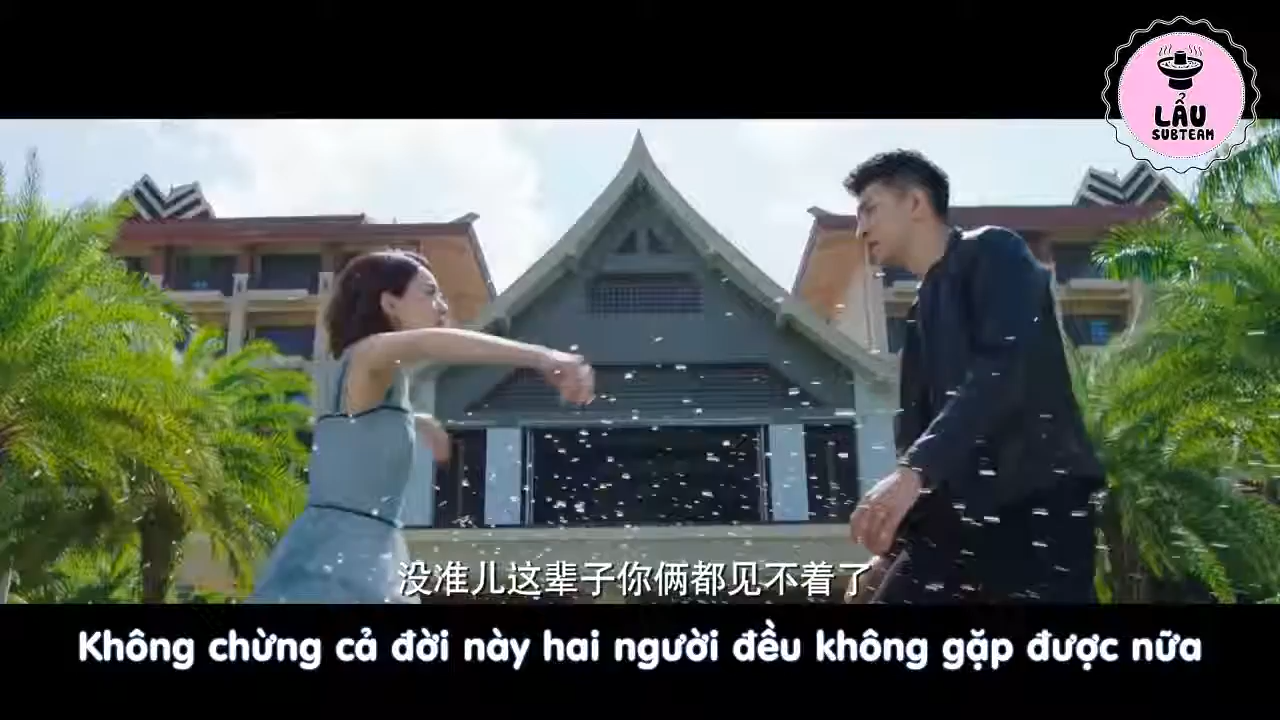 LẨU
SUBTEAM
没准儿这辈子你俩都见不着了
Không chừng cả đời này hai người đều không gặp được nữa